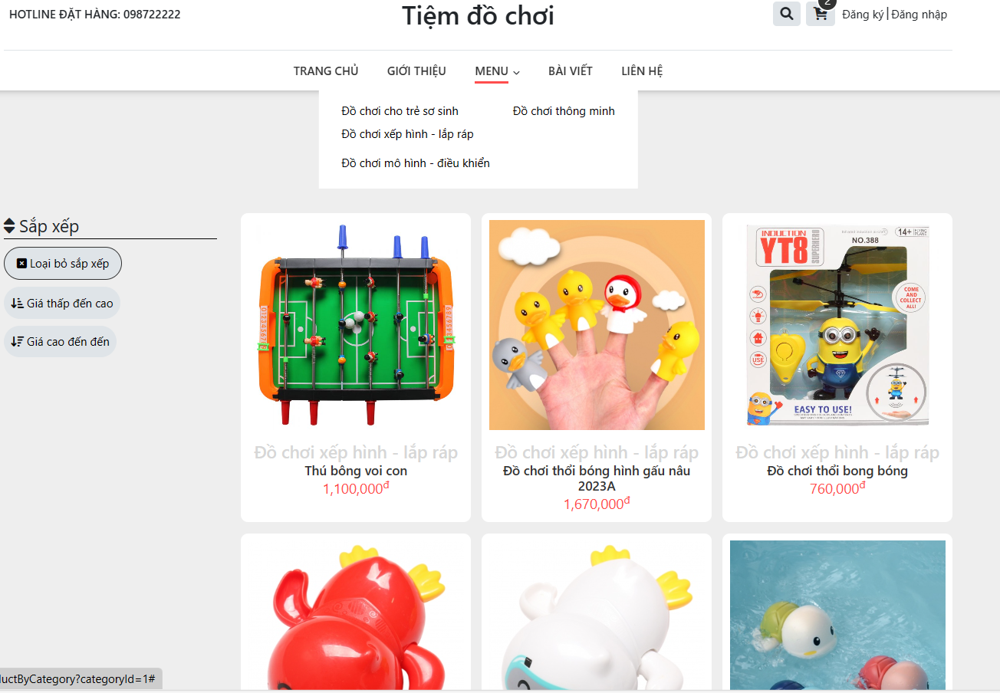 HOTLINE ĐẶT HÀNG: 098722222
Tiệm đồ chơi
2
Đăng ký|Đăng nhập
TRANG CHỦ
GIỚI THIỆU
MENU
BÀI VIẾT
LIÊN HỆ
Đồ chơi cho trẻ sơ sinh
Đồ chơi thông minh
Đồ chơi xếp hình - lắp ráp
Đồ chơi mô hình - điều khiển
Sắp xếp
Loại bỏ sắp xếp
Giá thấp đến cao
Giá cao đến đến
INDUCTION
YT8
SUPERHERO
14+
NO.388
COME
AND
COLLECT
ALL!
USE
EASY TO USE!
Đồ chơi xếp hình - lắp ráp
Thú bông voi con
1,100,000đ
Đồ chơi xếp hình - lắp ráp
Đồ chơi thổi bóng hình gấu nâu
2023A
1,670,000đ
Đồ chơi xếp hình - lắp ráp
Đồ chơi thổi bong bóng
760,000đ
ductByCategory?categoryId=1#